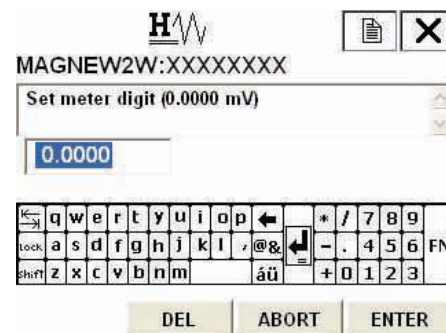 H
MAGNEW2W:XXXXXXXX
Set meter digit (0.0000 mV)
0.0000
q w e r t y u i o p * / 7 8 9
lock a s d f g h j k l , @& - . 4 5 6 FN
shift z x c v b n m áü = + 0 1 2 3
DEL ABORT ENTER